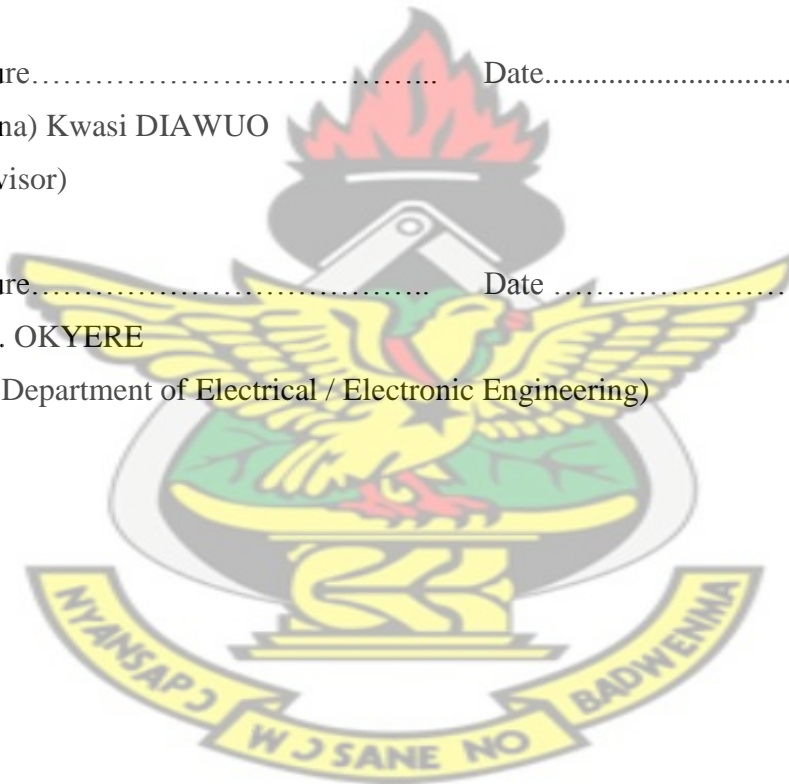 ure………………………………….. Date...............................
na) Kwasi DIAWUO
visor)
ure………………………………….. Date …………………
. OKYERE
Department of Electrical / Electronic Engineering)
NYANSAPƆ WƆSANE NO BADWENMA